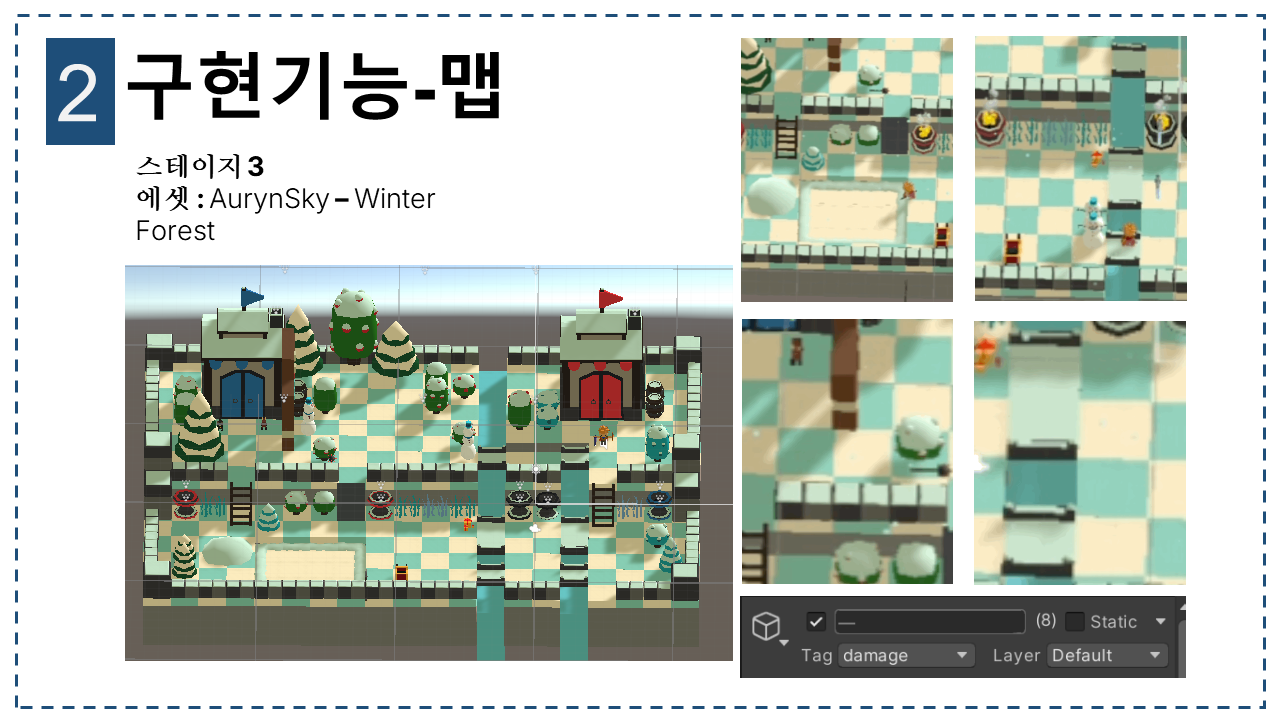 2
구현기능-맵
스테이지 3
에셋 : AurynSky – Winter
Forest
— (8) Static
Tag damage Layer Default